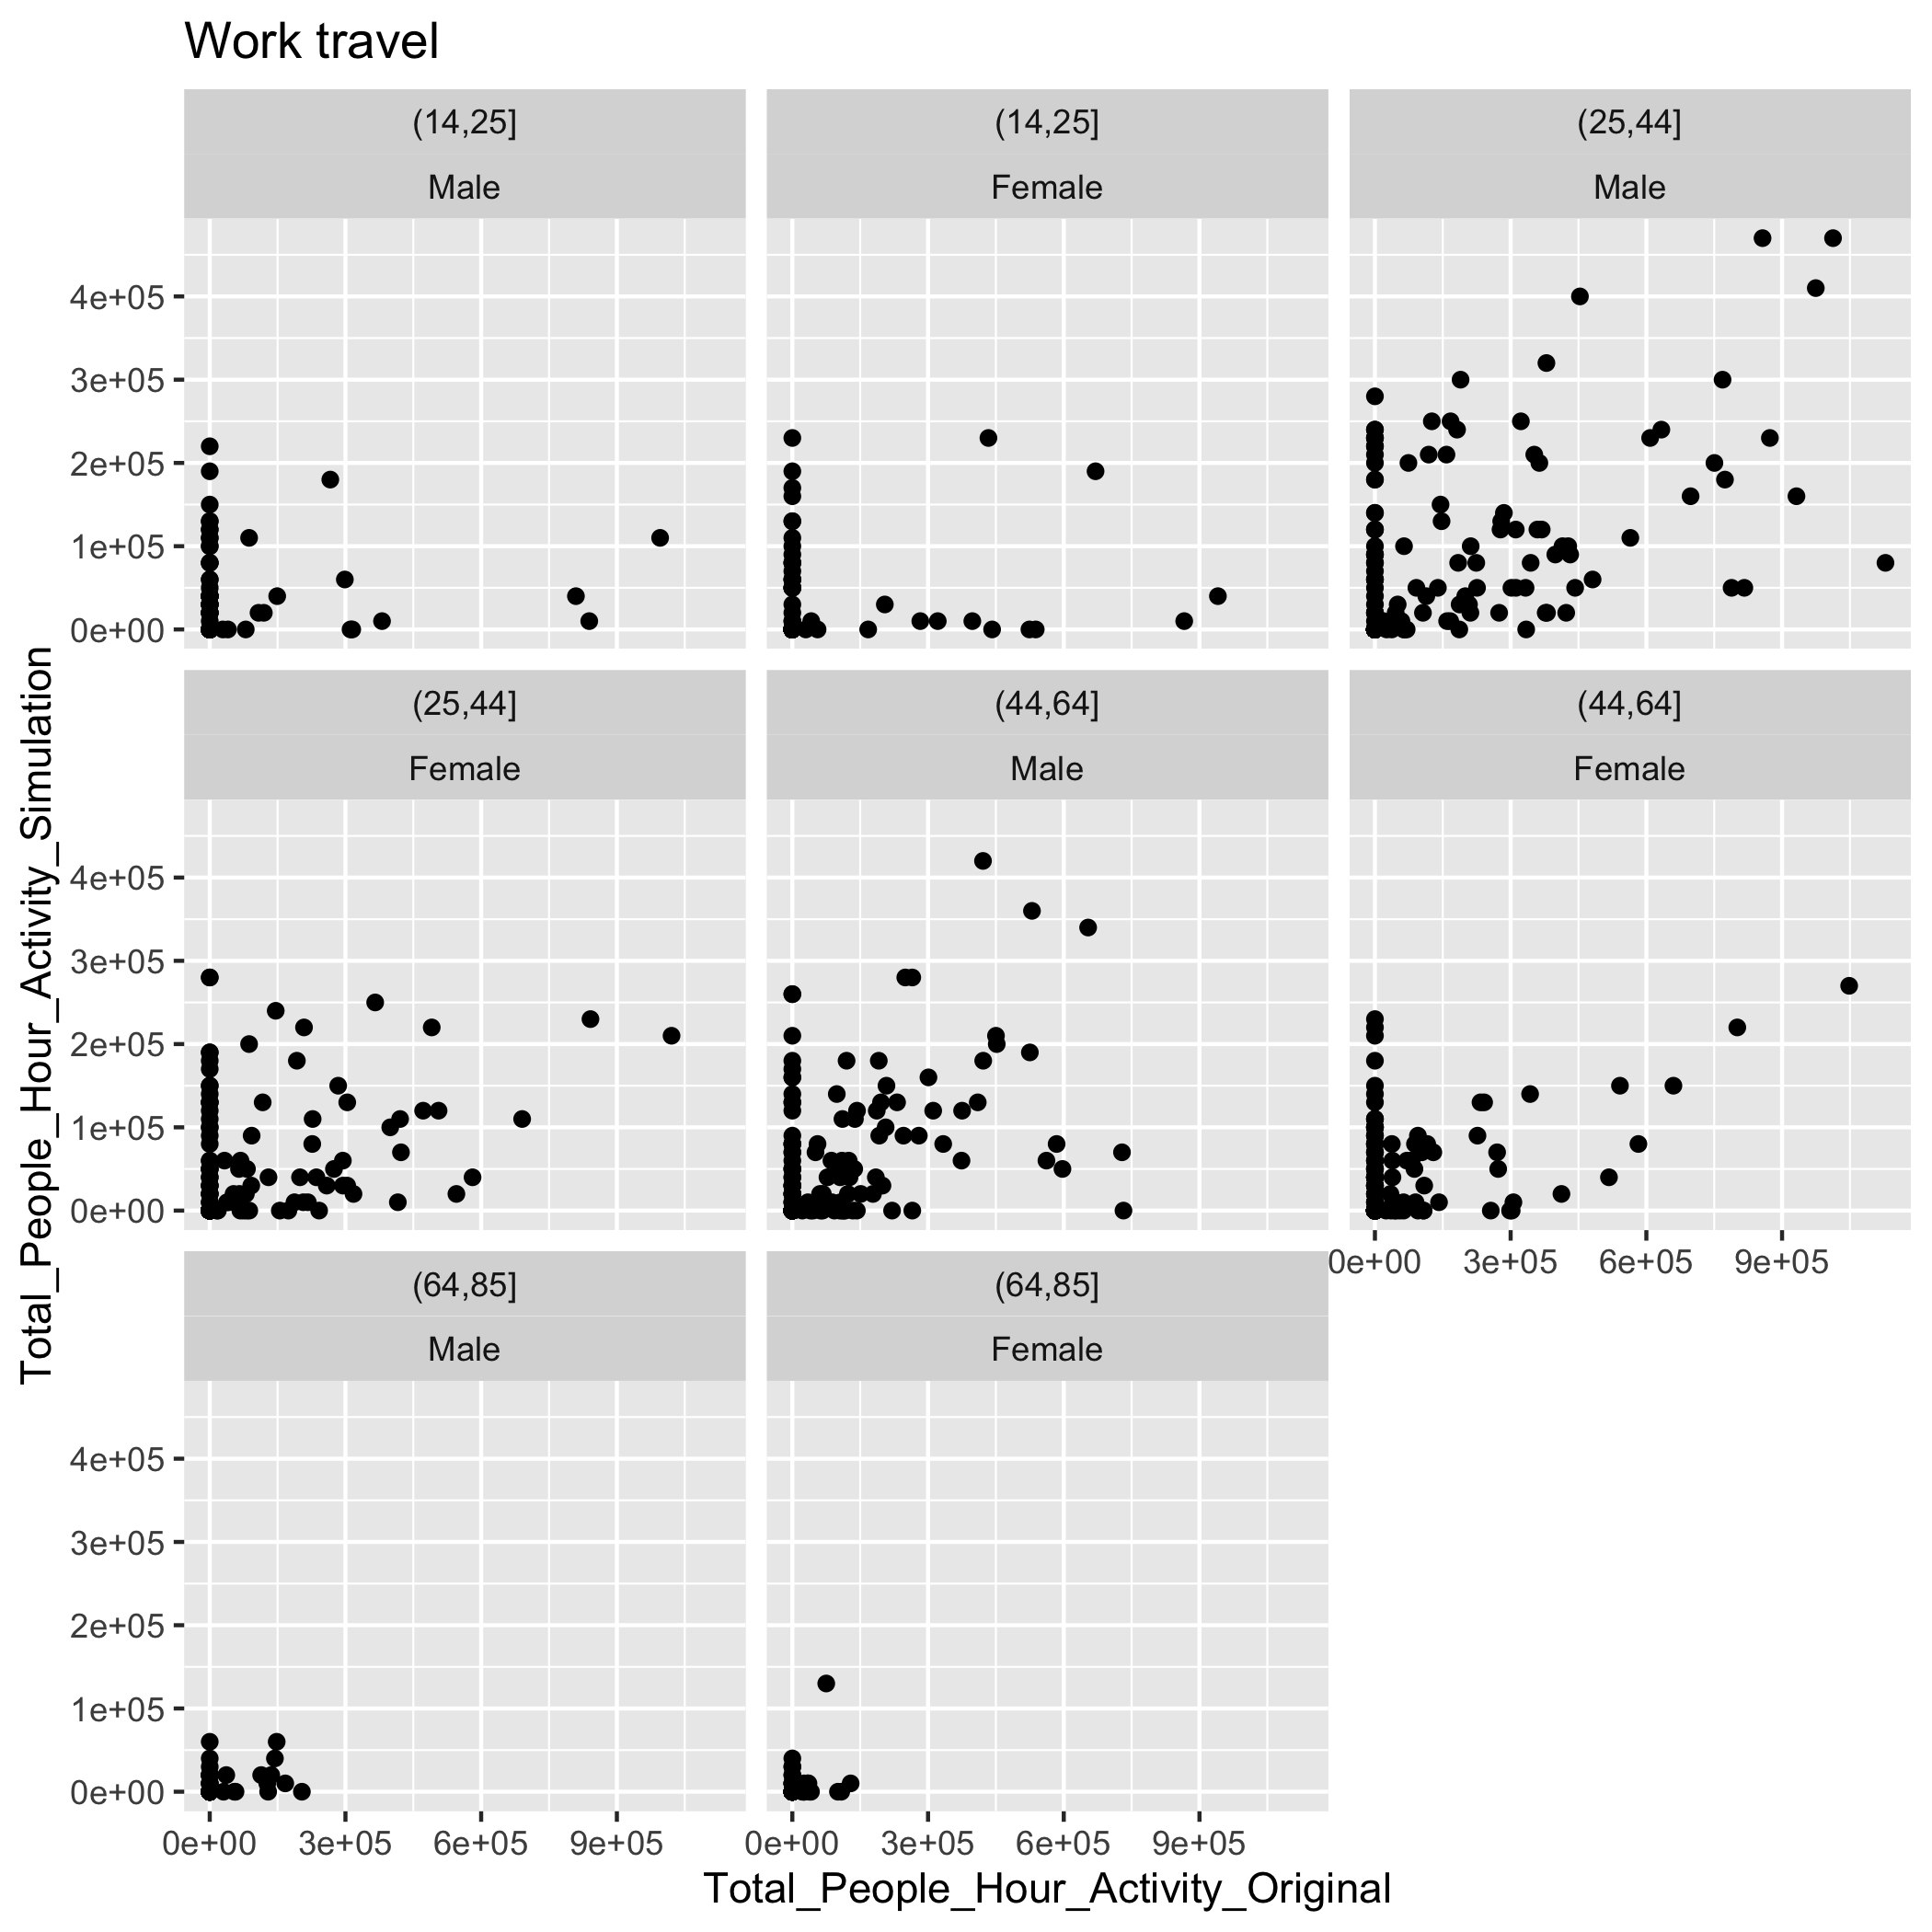 Work travel
(14,25]
(14,25]
(25,44]
Male
Female
Male
4e+05
3e+05
2e+05
1e+05
0e+00
(25,44]
(44,64]
(44,64]
Female
Male
Female
4e+05
3e+05
2e+05
1e+05
0e+00
0e+00 3e+05 6e+05 9e+05
(64,85]
(64,85]
Male
Female
4e+05
3e+05
2e+05
1e+05
0e+00
0e+00 3e+05 6e+05 9e+05
0e+00 3e+05 6e+05 9e+05
Total_People_Hour_Activity_Original
Total_People_Hour_Activity_Simulation